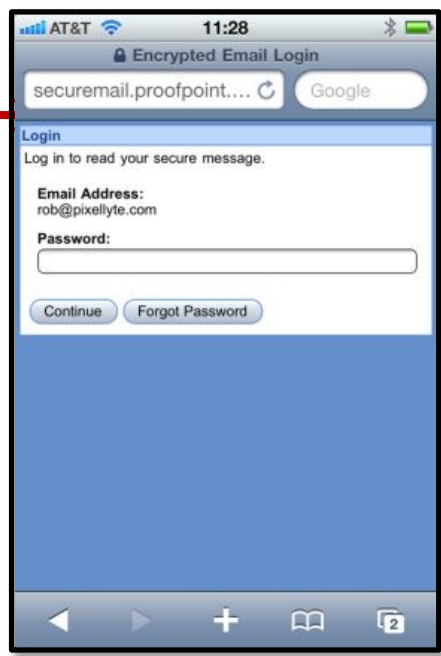 AT&T 11:28
Encrypted Email Login
securemail.proofpoint.... Google
Login
Log in to read your secure message.
Email Address:
rob@pixellyte.com
Password:
Continue Forgot Password
2